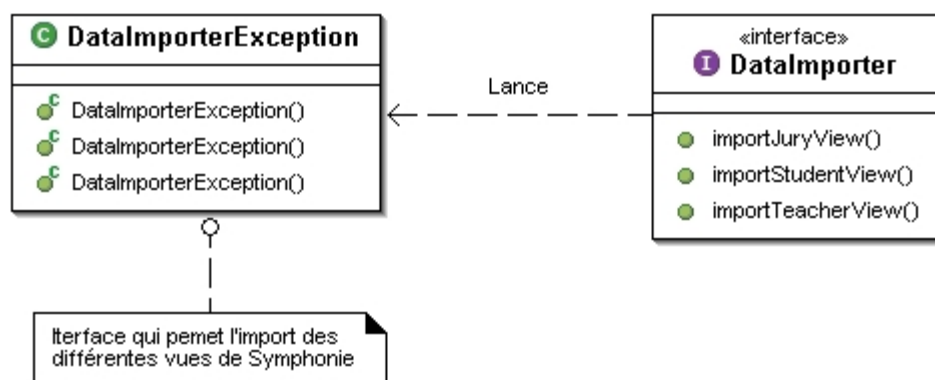 C DataImporterException
DataImporterException()
DataImporterException()
DataImporterException()
Lance
«interface»
I DataImporter
importJuryView()
importStudentView()
importTeacherView()
Iterface qui pemet l'import des
différentes vues de Symphonie